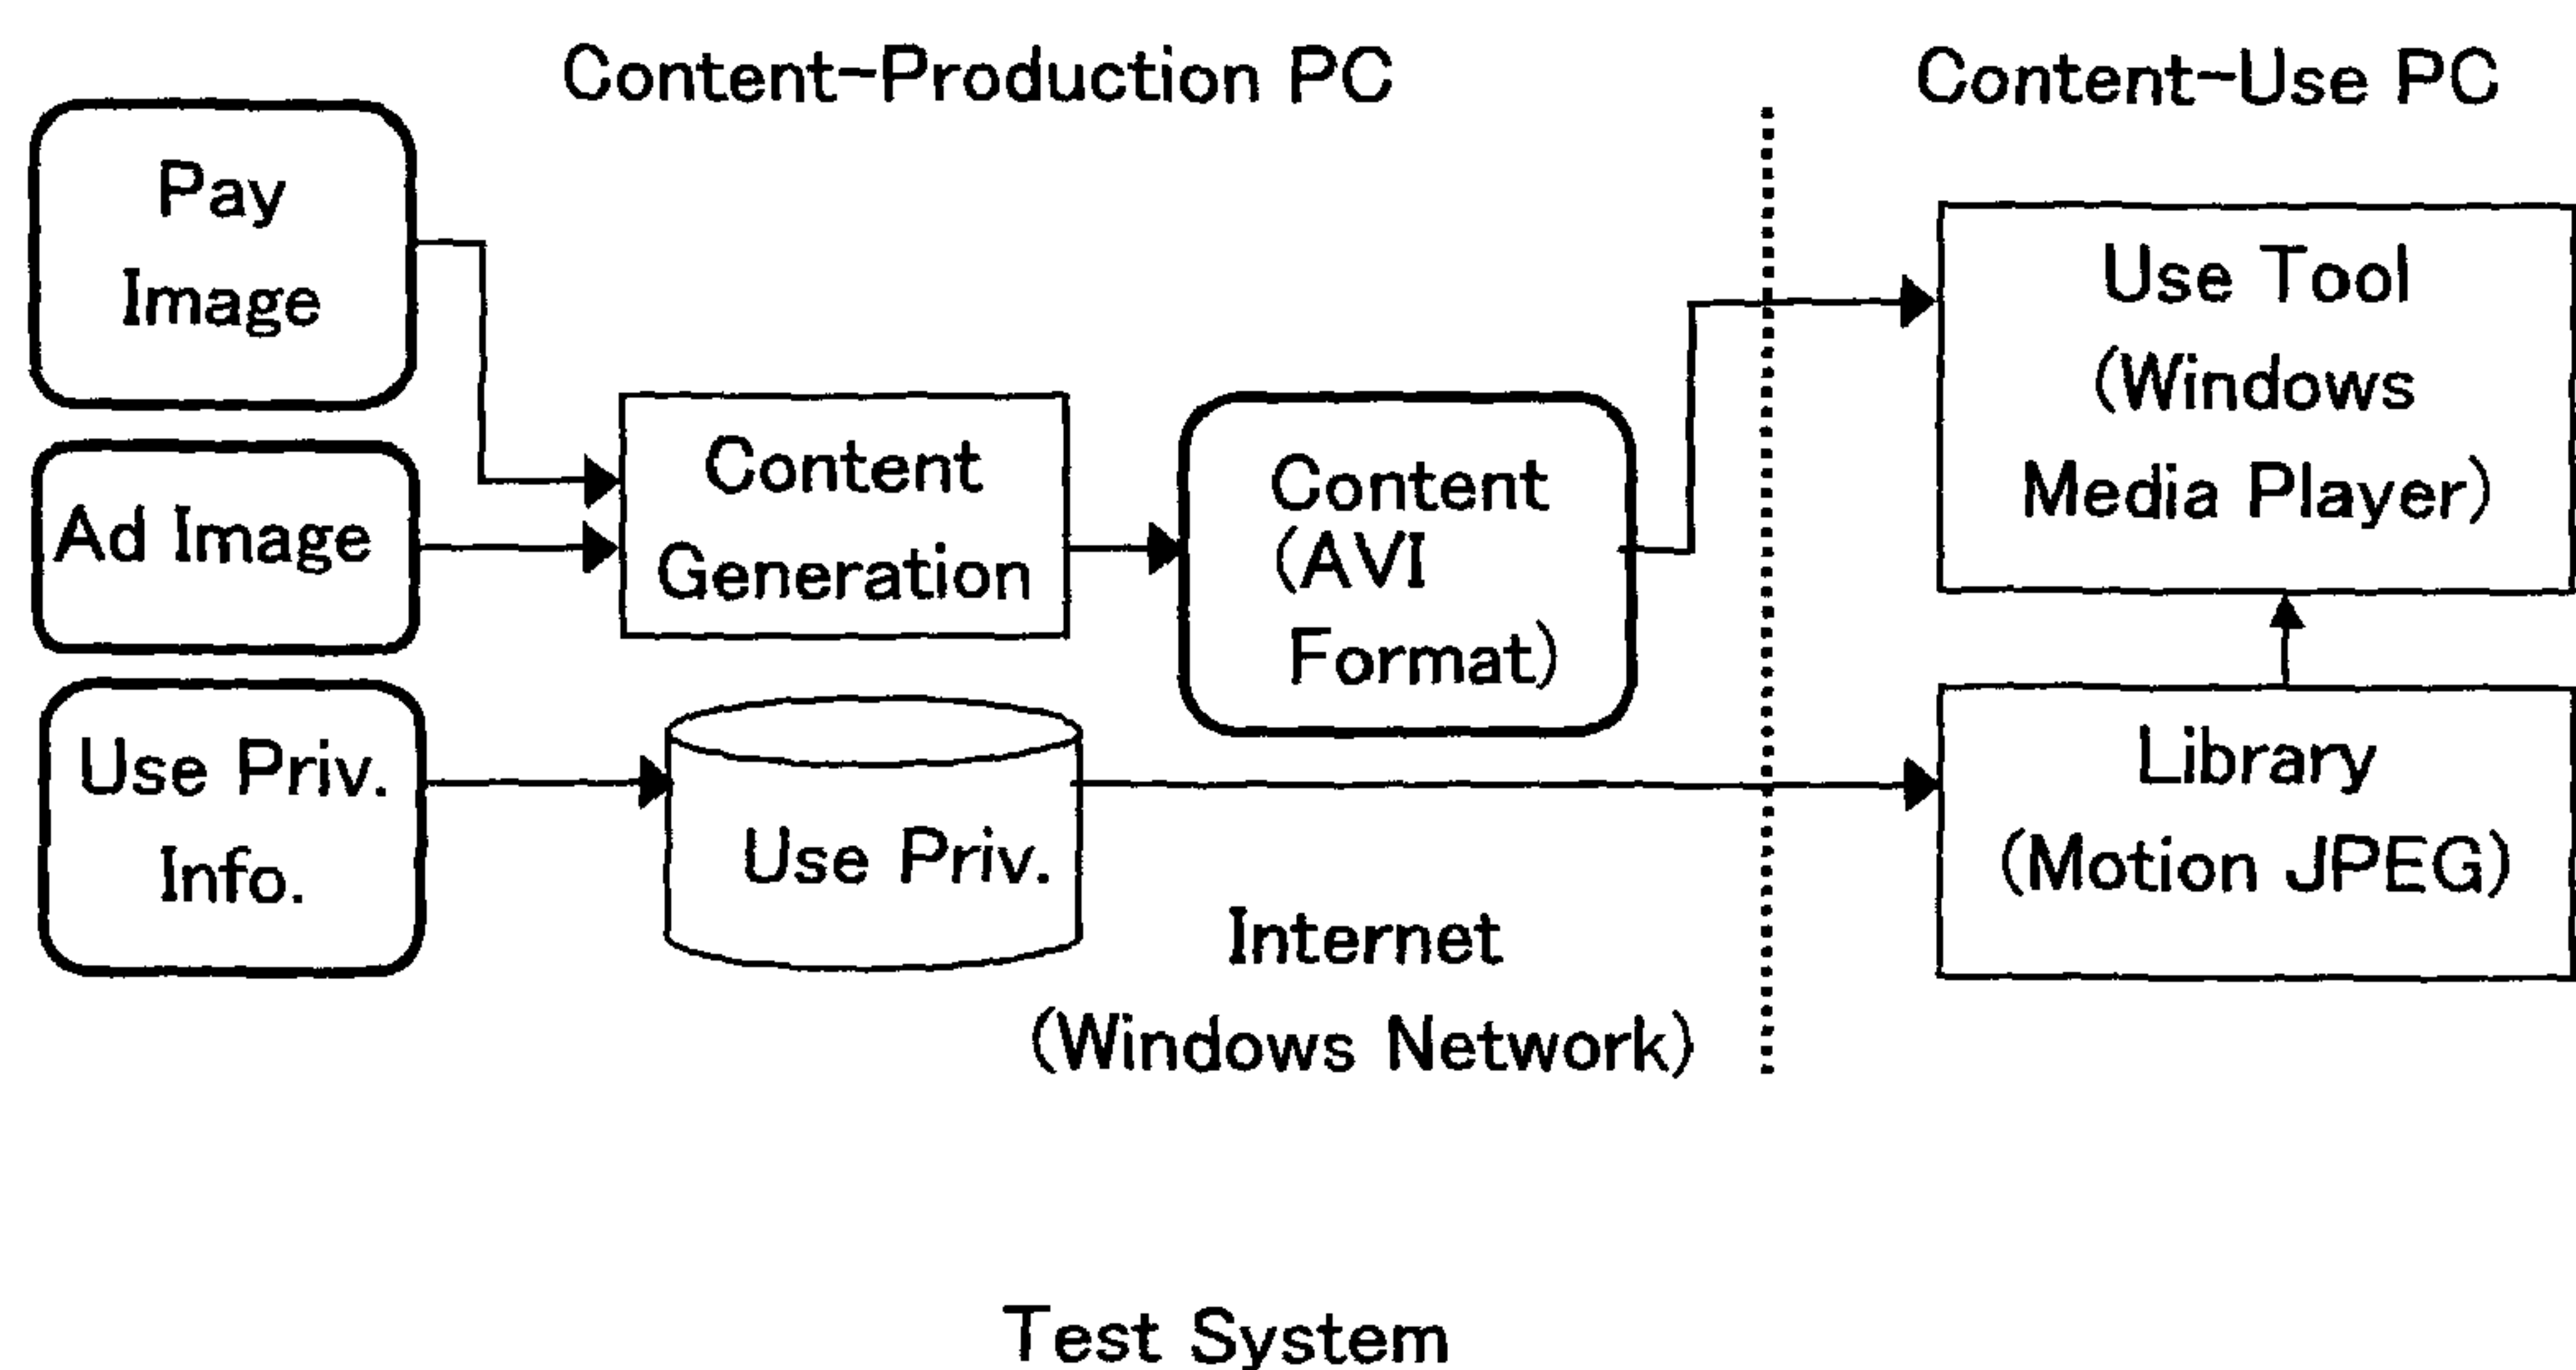 Content-Production PC
Content-Use PC
Pay
Image
Ad Image
Use Priv.
Info.
Content
Generation
Use Priv.
Content
(AVI
Format)
Internet
(Windows Network)
Use Tool
(Windows
Media Player)
Library
(Motion JPEG)
Test System